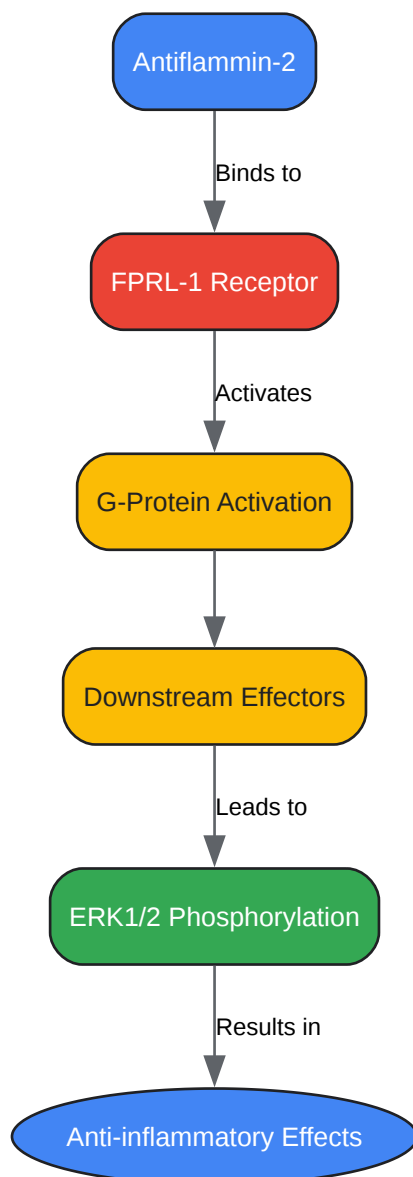 Antiflammin-2
Binds to
FPRL-1 Receptor
Activates
G-Protein Activation
Downstream Effectors
Leads to
ERK1/2 Phosphorylation
Results in
Anti-inflammatory Effects